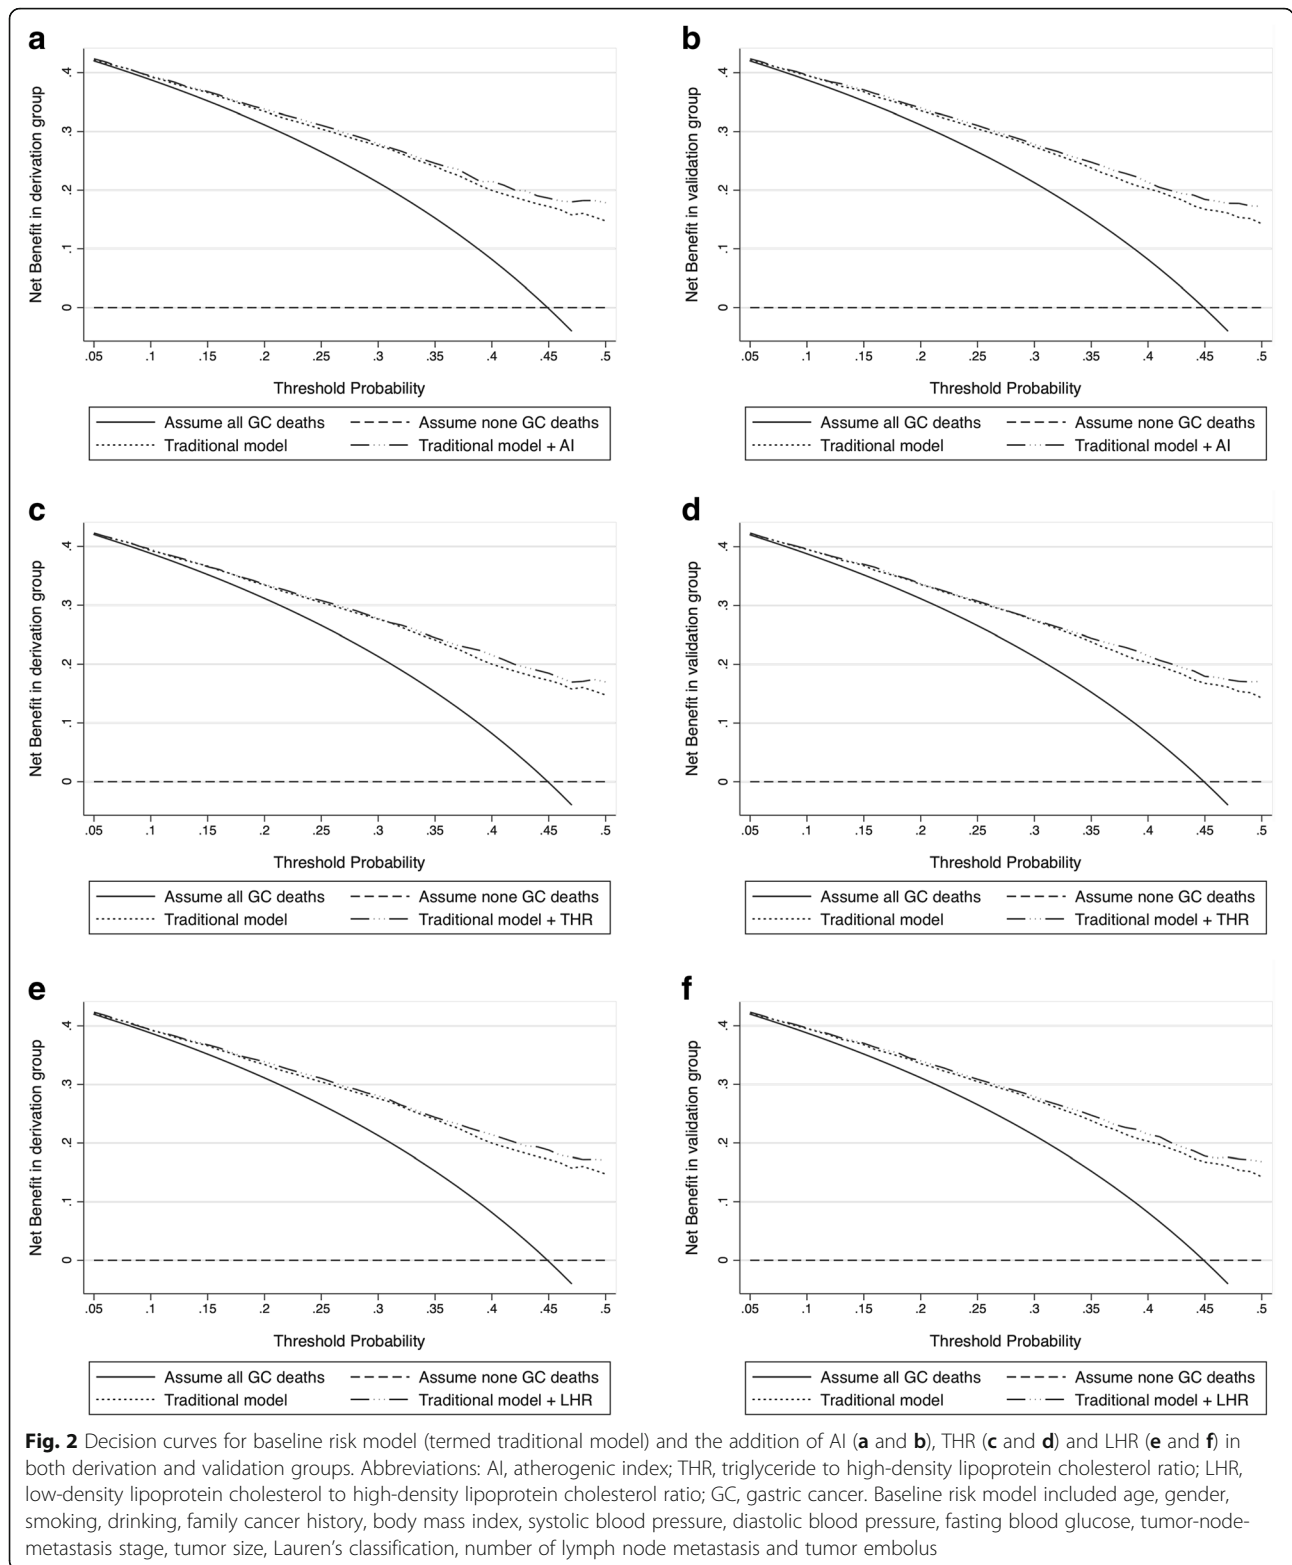 a
b
.4
.3
.2
.1
0
Net Benefit in derivation group
.05 .1 .15 .2 .25 .3 .35 .4 .45 .5
Threshold Probability
Assume all GC deaths Assume none GC deaths
Traditional model Traditional model + AI
.4
.3
.2
.1
0
Net Benefit in validation group
.05 .1 .15 .2 .25 .3 .35 .4 .45 .5
Threshold Probability
Assume all GC deaths Assume none GC deaths
Traditional model Traditional model + AI
c
d
.4
.3
.2
.1
0
Net Benefit in derivation group
.05 .1 .15 .2 .25 .3 .35 .4 .45 .5
Threshold Probability
Assume all GC deaths Assume none GC deaths
Traditional model Traditional model + THR
.4
.3
.2
.1
0
Net Benefit in validation group
.05 .1 .15 .2 .25 .3 .35 .4 .45 .5
Threshold Probability
Assume all GC deaths Assume none GC deaths
Traditional model Traditional model + THR
e
f
.4
.3
.2
.1
0
Net Benefit in derivation group
.05 .1 .15 .2 .25 .3 .35 .4 .45 .5
Threshold Probability
Assume all GC deaths Assume none GC deaths
Traditional model Traditional model + LHR
.4
.3
.2
.1
0
Net Benefit in validation group
.05 .1 .15 .2 .25 .3 .35 .4 .45 .5
Threshold Probability
Assume all GC deaths Assume none GC deaths
Traditional model Traditional model + LHR
Fig. 2 Decision curves for baseline risk model (termed traditional model) and the addition of AI (a and b), THR (c and d) and LHR (e and f) in
both derivation and validation groups. Abbreviations: AI, atherogenic index; THR, triglyceride to high-density lipoprotein cholesterol ratio; LHR,
low-density lipoprotein cholesterol to high-density lipoprotein cholesterol ratio; GC, gastric cancer. Baseline risk model included age, gender,
smoking, drinking, family cancer history, body mass index, systolic blood pressure, diastolic blood pressure, fasting blood glucose, tumor-node-
metastasis stage, tumor size, Lauren's classification, number of lymph node metastasis and tumor embolus